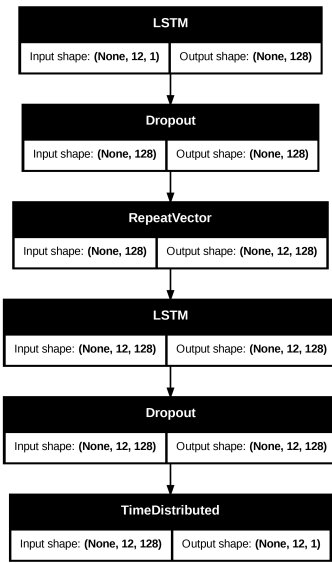 LSTM
Input shape: (None, 12, 1) Output shape: (None, 128)
Dropout
Input shape: (None, 128) Output shape: (None, 128)
RepeatVector
Input shape: (None, 128) Output shape: (None, 12, 128)
LSTM
Input shape: (None, 12, 128) Output shape: (None, 12, 128)
Dropout
Input shape: (None, 12, 128) Output shape: (None, 12, 128)
TimeDistributed
Input shape: (None, 12, 128) Output shape: (None, 12, 1)